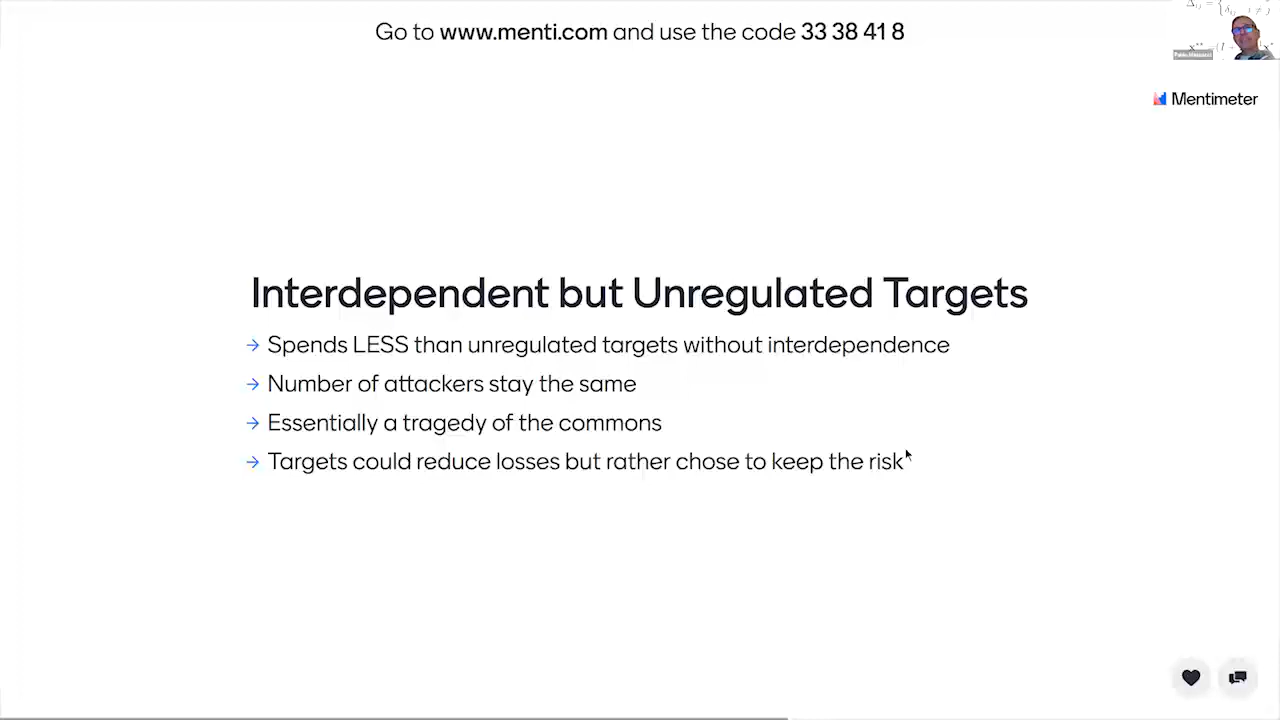 Go to www.menti.com and use the code 33 38 41 8
Mentimeter
Interdependent but Unregulated Targets
→ Spends LESS than unregulated targets without interdependence
→ Number of attackers stay the same
→ Essentially a tragedy of the commons
→ Targets could reduce losses but rather chose to keep the risk